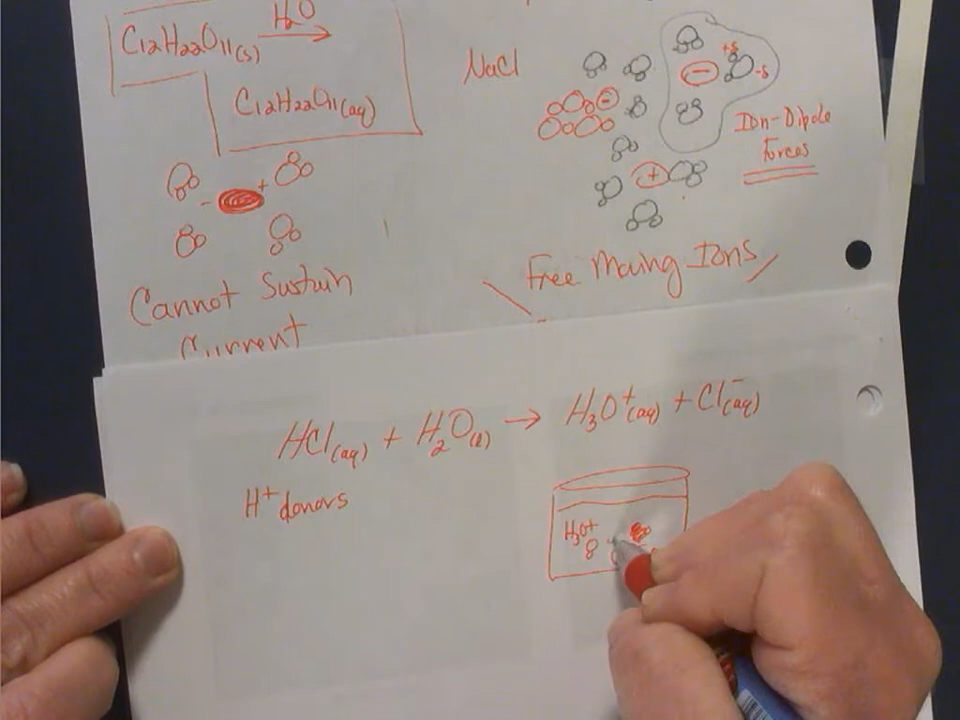 C12H22O11(s) H2O →
C12H22O11(aq)
- +
Cannot Sustain
Current
NaCl
-
− +δ -δ
+
Ion-Dipole
Forces
Free Moving Ions
HCl(aq) + H2O(l) → H3O+(aq) + Cl-(aq)
H+ donors
H3O+